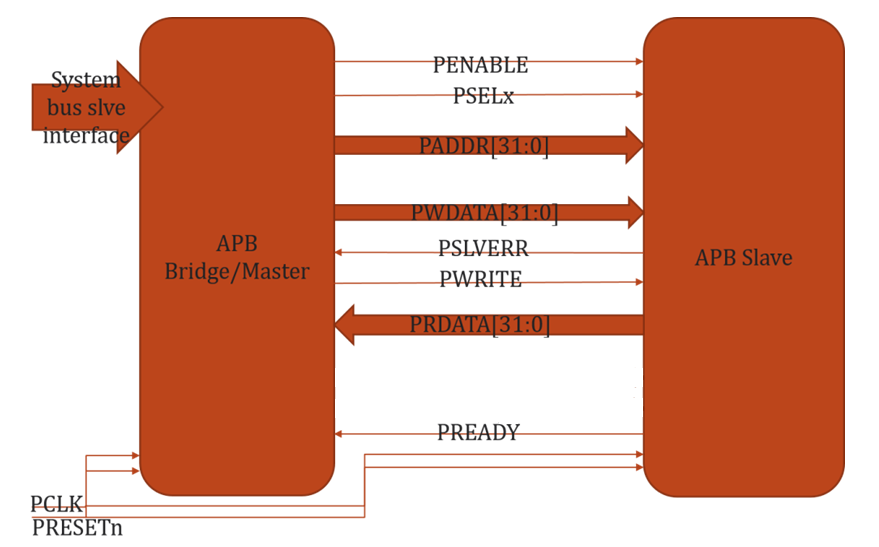 System
bus slve
interface
APB
Bridge/Master
PENABLE
PSELx
PADDR[31:0]
PWDATA[31:0]
PSLVERR
PWRITE
PRDATA[31:0]
PREADY
APB Slave
PCLK
PRESETn